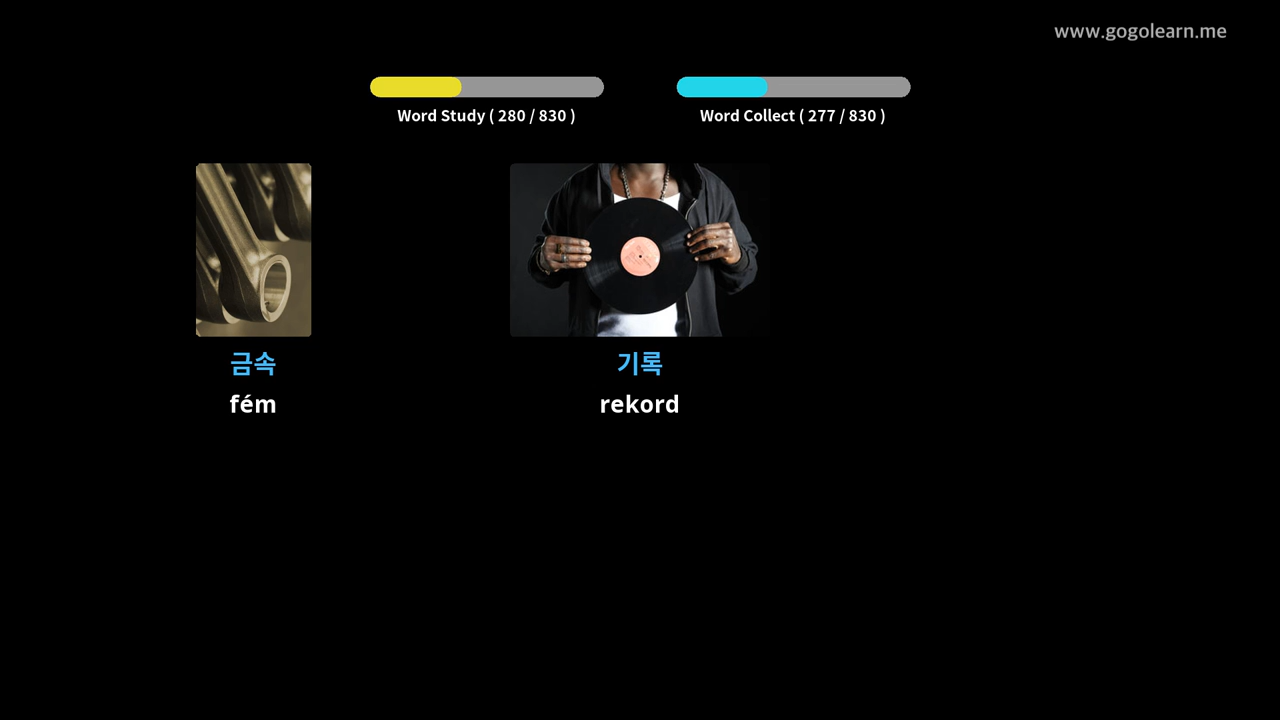 www.gogolearn.me
Word Study ( 280 / 830 )
Word Collect ( 277 / 830 )
금속
fém
기록
rekord